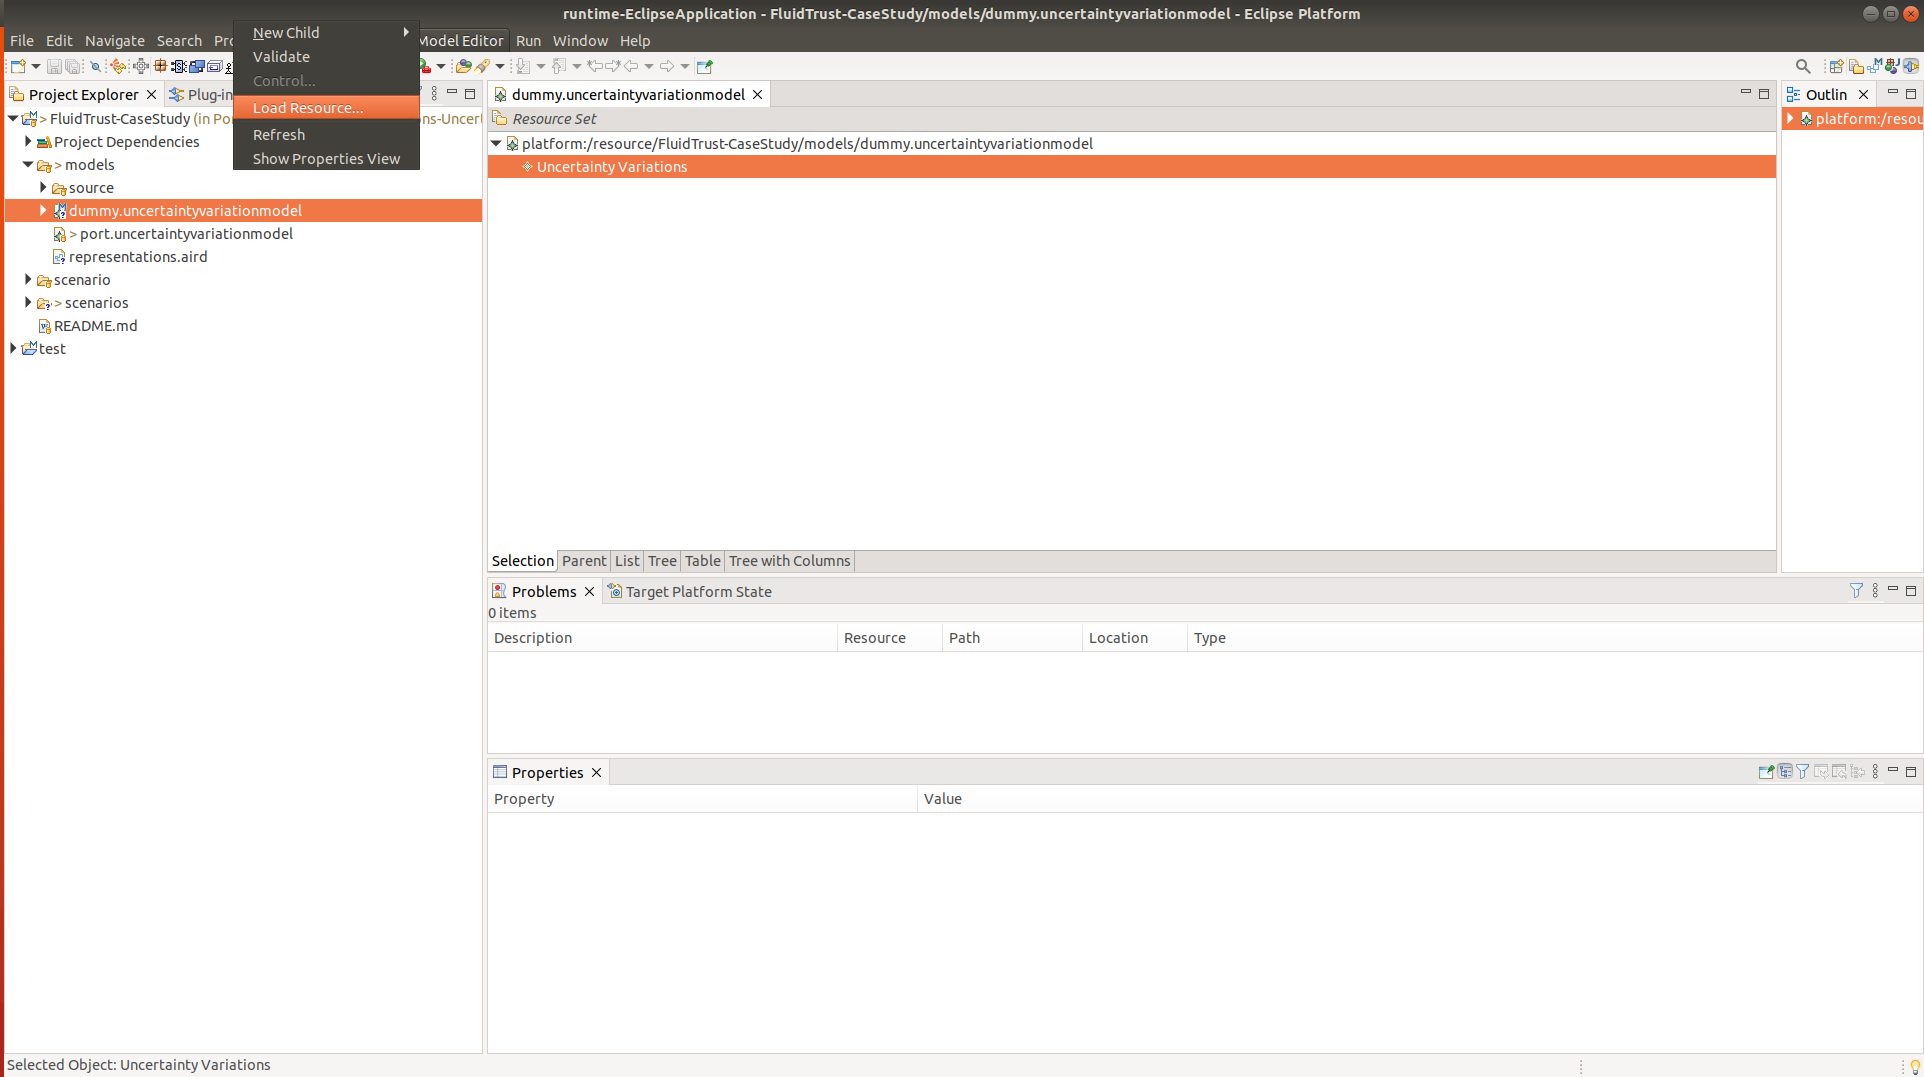 runtime-EclipseApplication - FluidTrust-CaseStudy/models/dummy.uncertaintyvariationmodel - Eclipse Platform
File Edit Navigate Search Model Editor Run Window Help
New Child
Validate
Control...
Load Resource...
Refresh
Show Properties View
Project Explorer Plug-in
> FluidTrust-CaseStudy (in
Project Dependencies
> models
source
dummy.uncertaintyvariationmodel
> port.uncertaintyvariationmodel
representations.aird
scenario
> scenarios
README.md
test
dummy.uncertaintyvariationmodel
Resource Set
platform:/resource/FluidTrust-CaseStudy/models/dummy.uncertaintyvariationmodel
Uncertainty Variations
Selection Parent List Tree Table Tree with Columns
Outlin
platform:/resou
Problems Target Platform State
0 items
Description Resource Path Location Type
Properties
Property Value
Selected Object: Uncertainty Variations